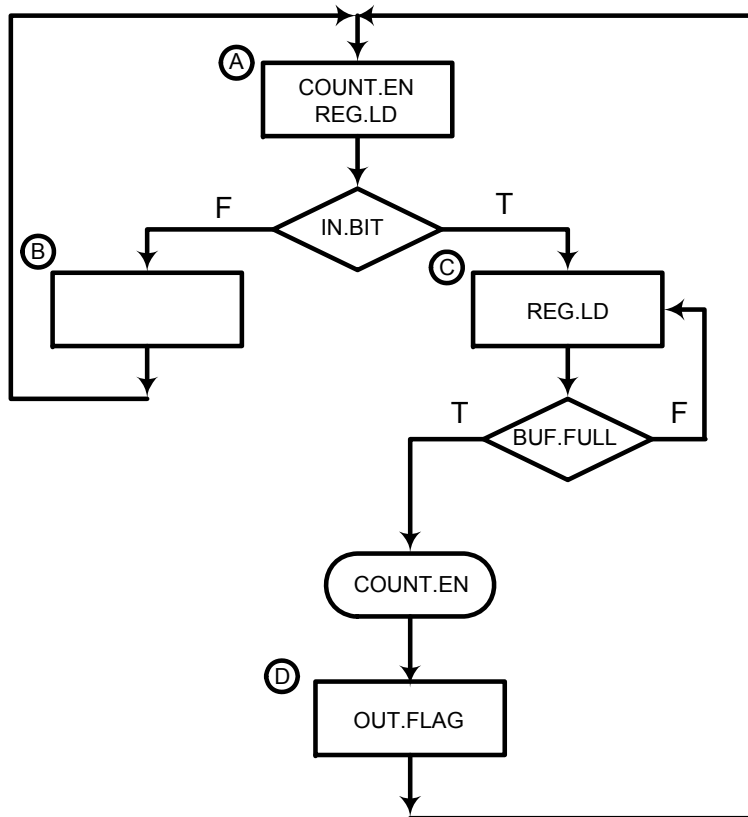 A
COUNT.EN
REG.LD
F
IN.BIT
T
B
C
REG.LD
T
BUF.FULL
F
COUNT.EN
D
OUT.FLAG